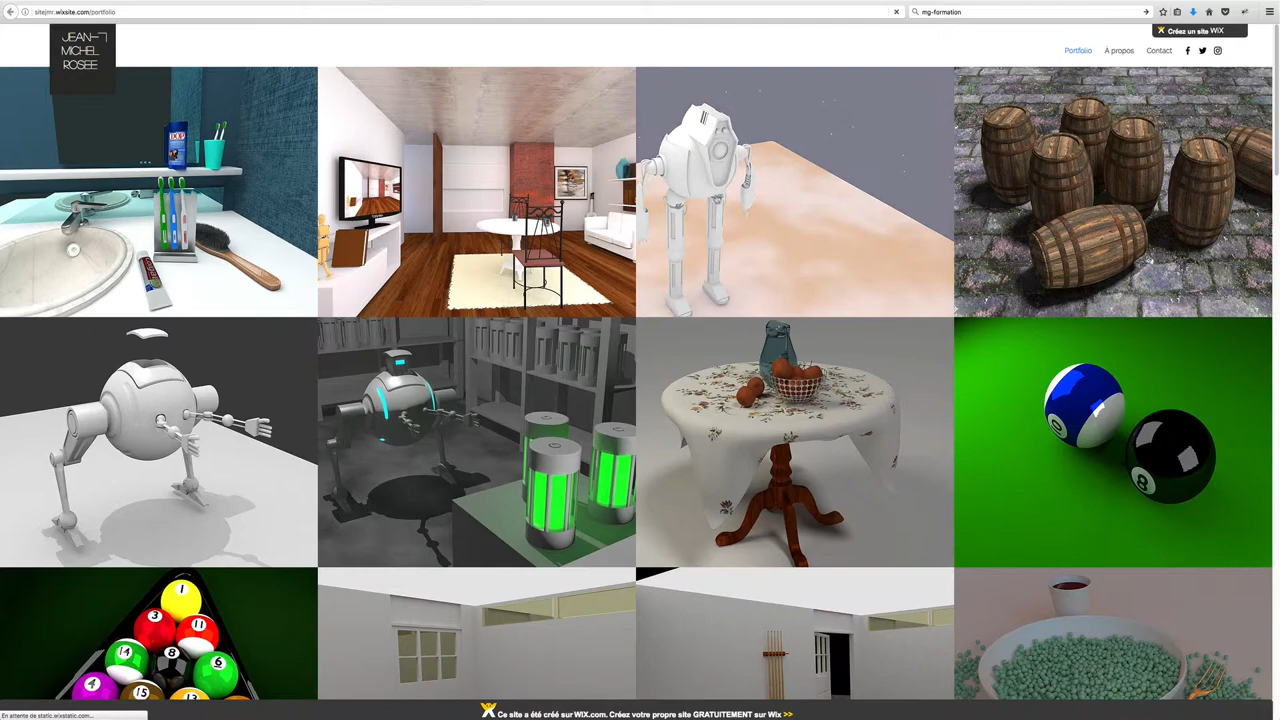 sitejmr.wixsite.com/portfolio
mg-formation
Créez un site WiX
JEAN-
MICHEL
ROSEE
Portfolio
À propos
Contact
0
8
1
3
11
14
8
6
4
15
Ce site a été créé sur WIX.com. Créez votre propre site GRATUITEMENT sur Wix >>
En attente de static.wixstatic.com...